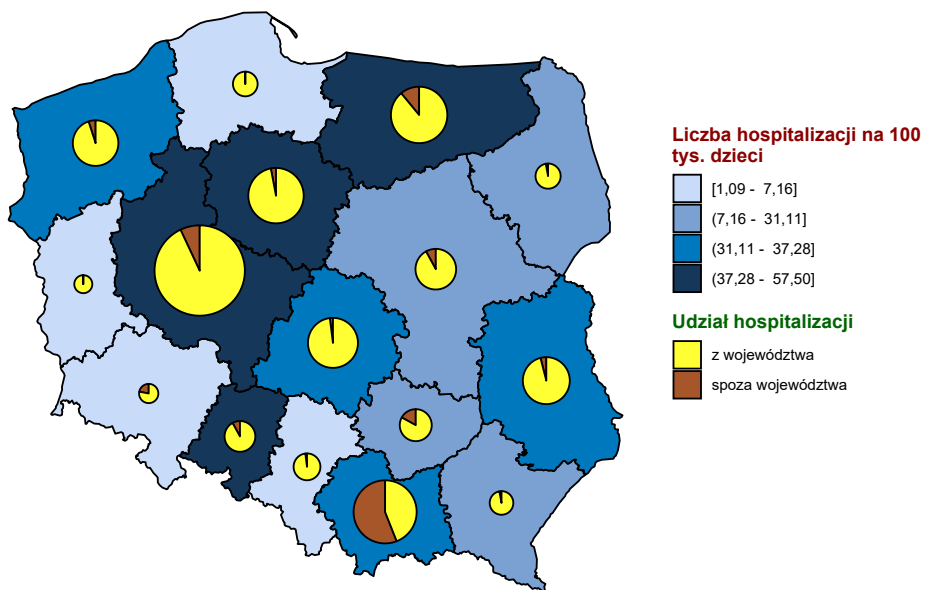 Liczba hospitalizacji na 100
tys. dzieci
[1,09 - 7,16]
(7,16 - 31,11]
(31,11 - 37,28]
(37,28 - 57,50]
Udział hospitalizacji
z województwa
spoza województwa